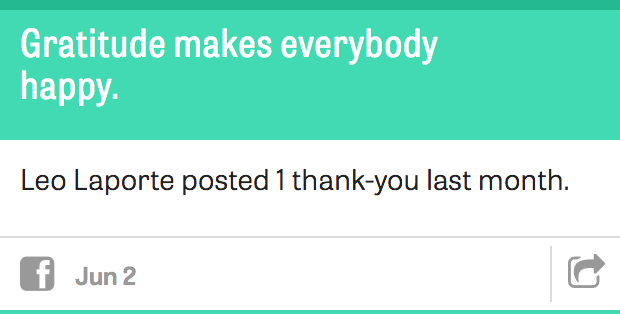 Gratitude makes everybody
happy.
Leo Laporte posted 1 thank-you last month.
Jun 2